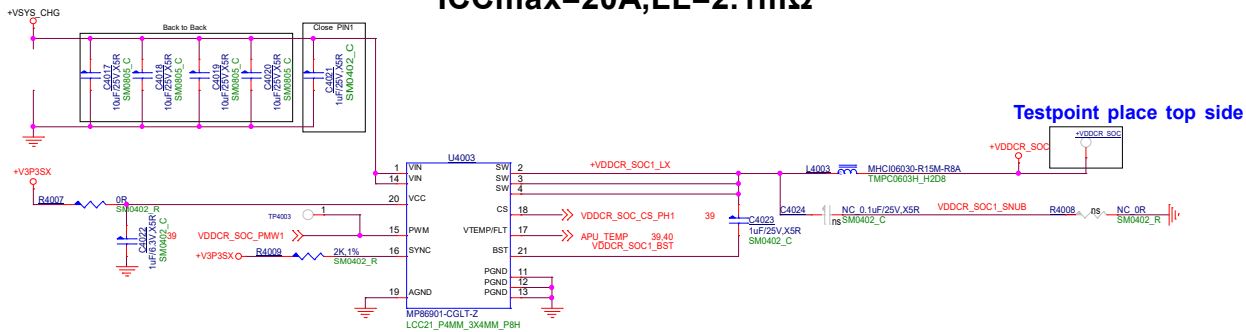 ICCmax=20A,LL=2.1mΩ
+VSYS_CHG
Back to Back
Close PIN1
C4017
10uF/25V,X5R
SM0805_C
C4018
10uF/25V,X5R
SM0805_C
C4019
10uF/25V,X5R
SM0805_C
C4020
10uF/25V,X5R
SM0805_C
C4021
1uF/25V,X5R
SM0402_C
Testpoint place top side
+VDDCR_SOC
+VDDCR_SOC
U4003
+VDDCR_SOC1_LX
L4003
MHCI06030-R15M-R8A
TMPC0603H_H2D8
1 VIN
14 VIN
20 VCC
15 PWM
16 SYNC
19 AGND
SW 2
SW 3
SW 4
CS 18
VTEMP/FLT 17
BST 21
PGND 11
PGND 12
PGND 13
+V3P3SX
R4007
0R
SM0402_R
C4022
1uF/6.3V,X5R
SM0402_C
TP4003
1
39
VDDCR_SOC_PMW1
+V3P3SX
R4009
2K,1%
SM0402_R
VDDCR_SOC_CS_PH1 39
APU_TEMP 39,40
VDDCR_SOC1_BST
C4023
1uF/25V,X5R
SM0402_C
C4024
NC_0.1uF/25V,X5R
ns
SM0402_C
VDDCR_SOC1_SNUB
R4008
ns
NC_0R
SM0402_R
MP86901-CGLT-Z
LCC21_P4MM_3X4MM_P8H